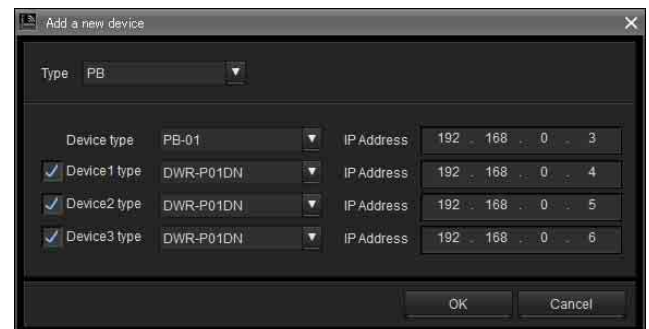 Add a new device
Type PB
Device type PB-01 IP Address 192 . 168 . 0 . 3
Device1 type DWR-P01DN IP Address 192 . 168 . 0 . 4
Device2 type DWR-P01DN IP Address 192 . 168 . 0 . 5
Device3 type DWR-P01DN IP Address 192 . 168 . 0 . 6
OK Cancel